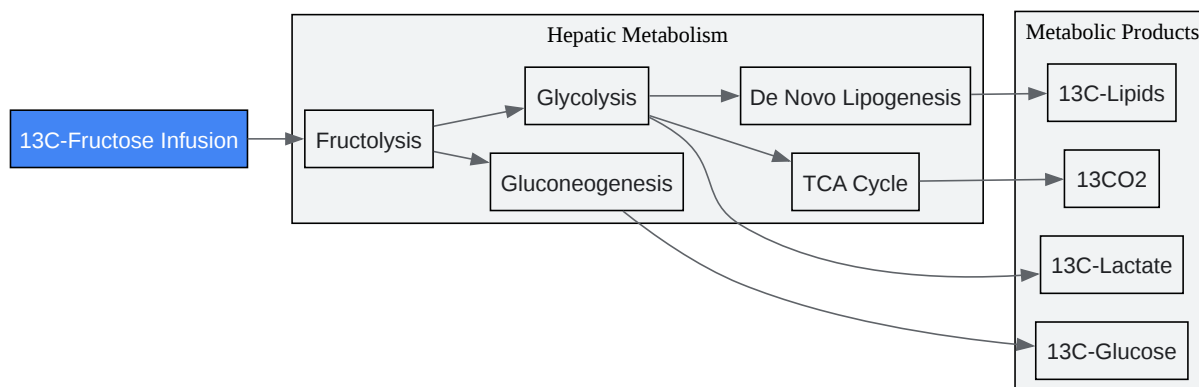 Hepatic Metabolism
Metabolic Products
13C-Fructose Infusion
Fructolysis
Glycolysis
Gluconeogenesis
De Novo Lipogenesis
TCA Cycle
13C-Lipids
13CO2
13C-Lactate
13C-Glucose